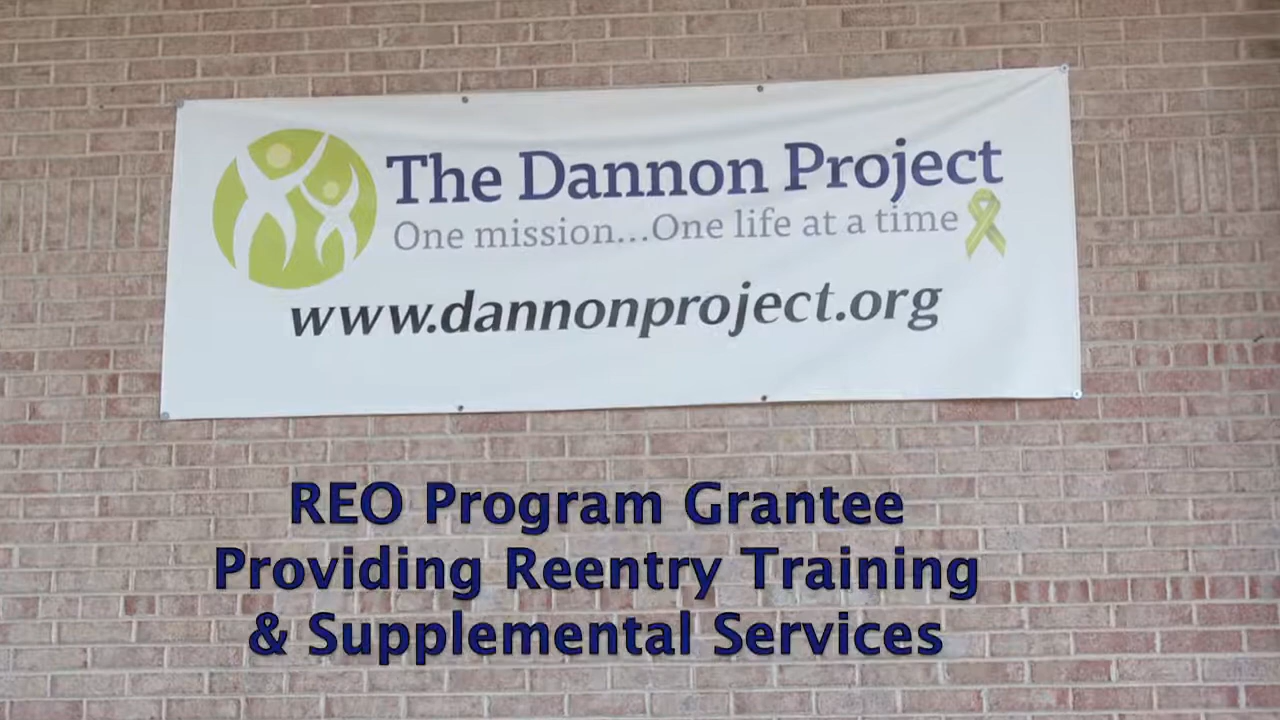 The Dannon Project
One mission...One life at a time
www.dannonproject.org
REO Program Grantee
Providing Reentry Training
& Supplemental Services